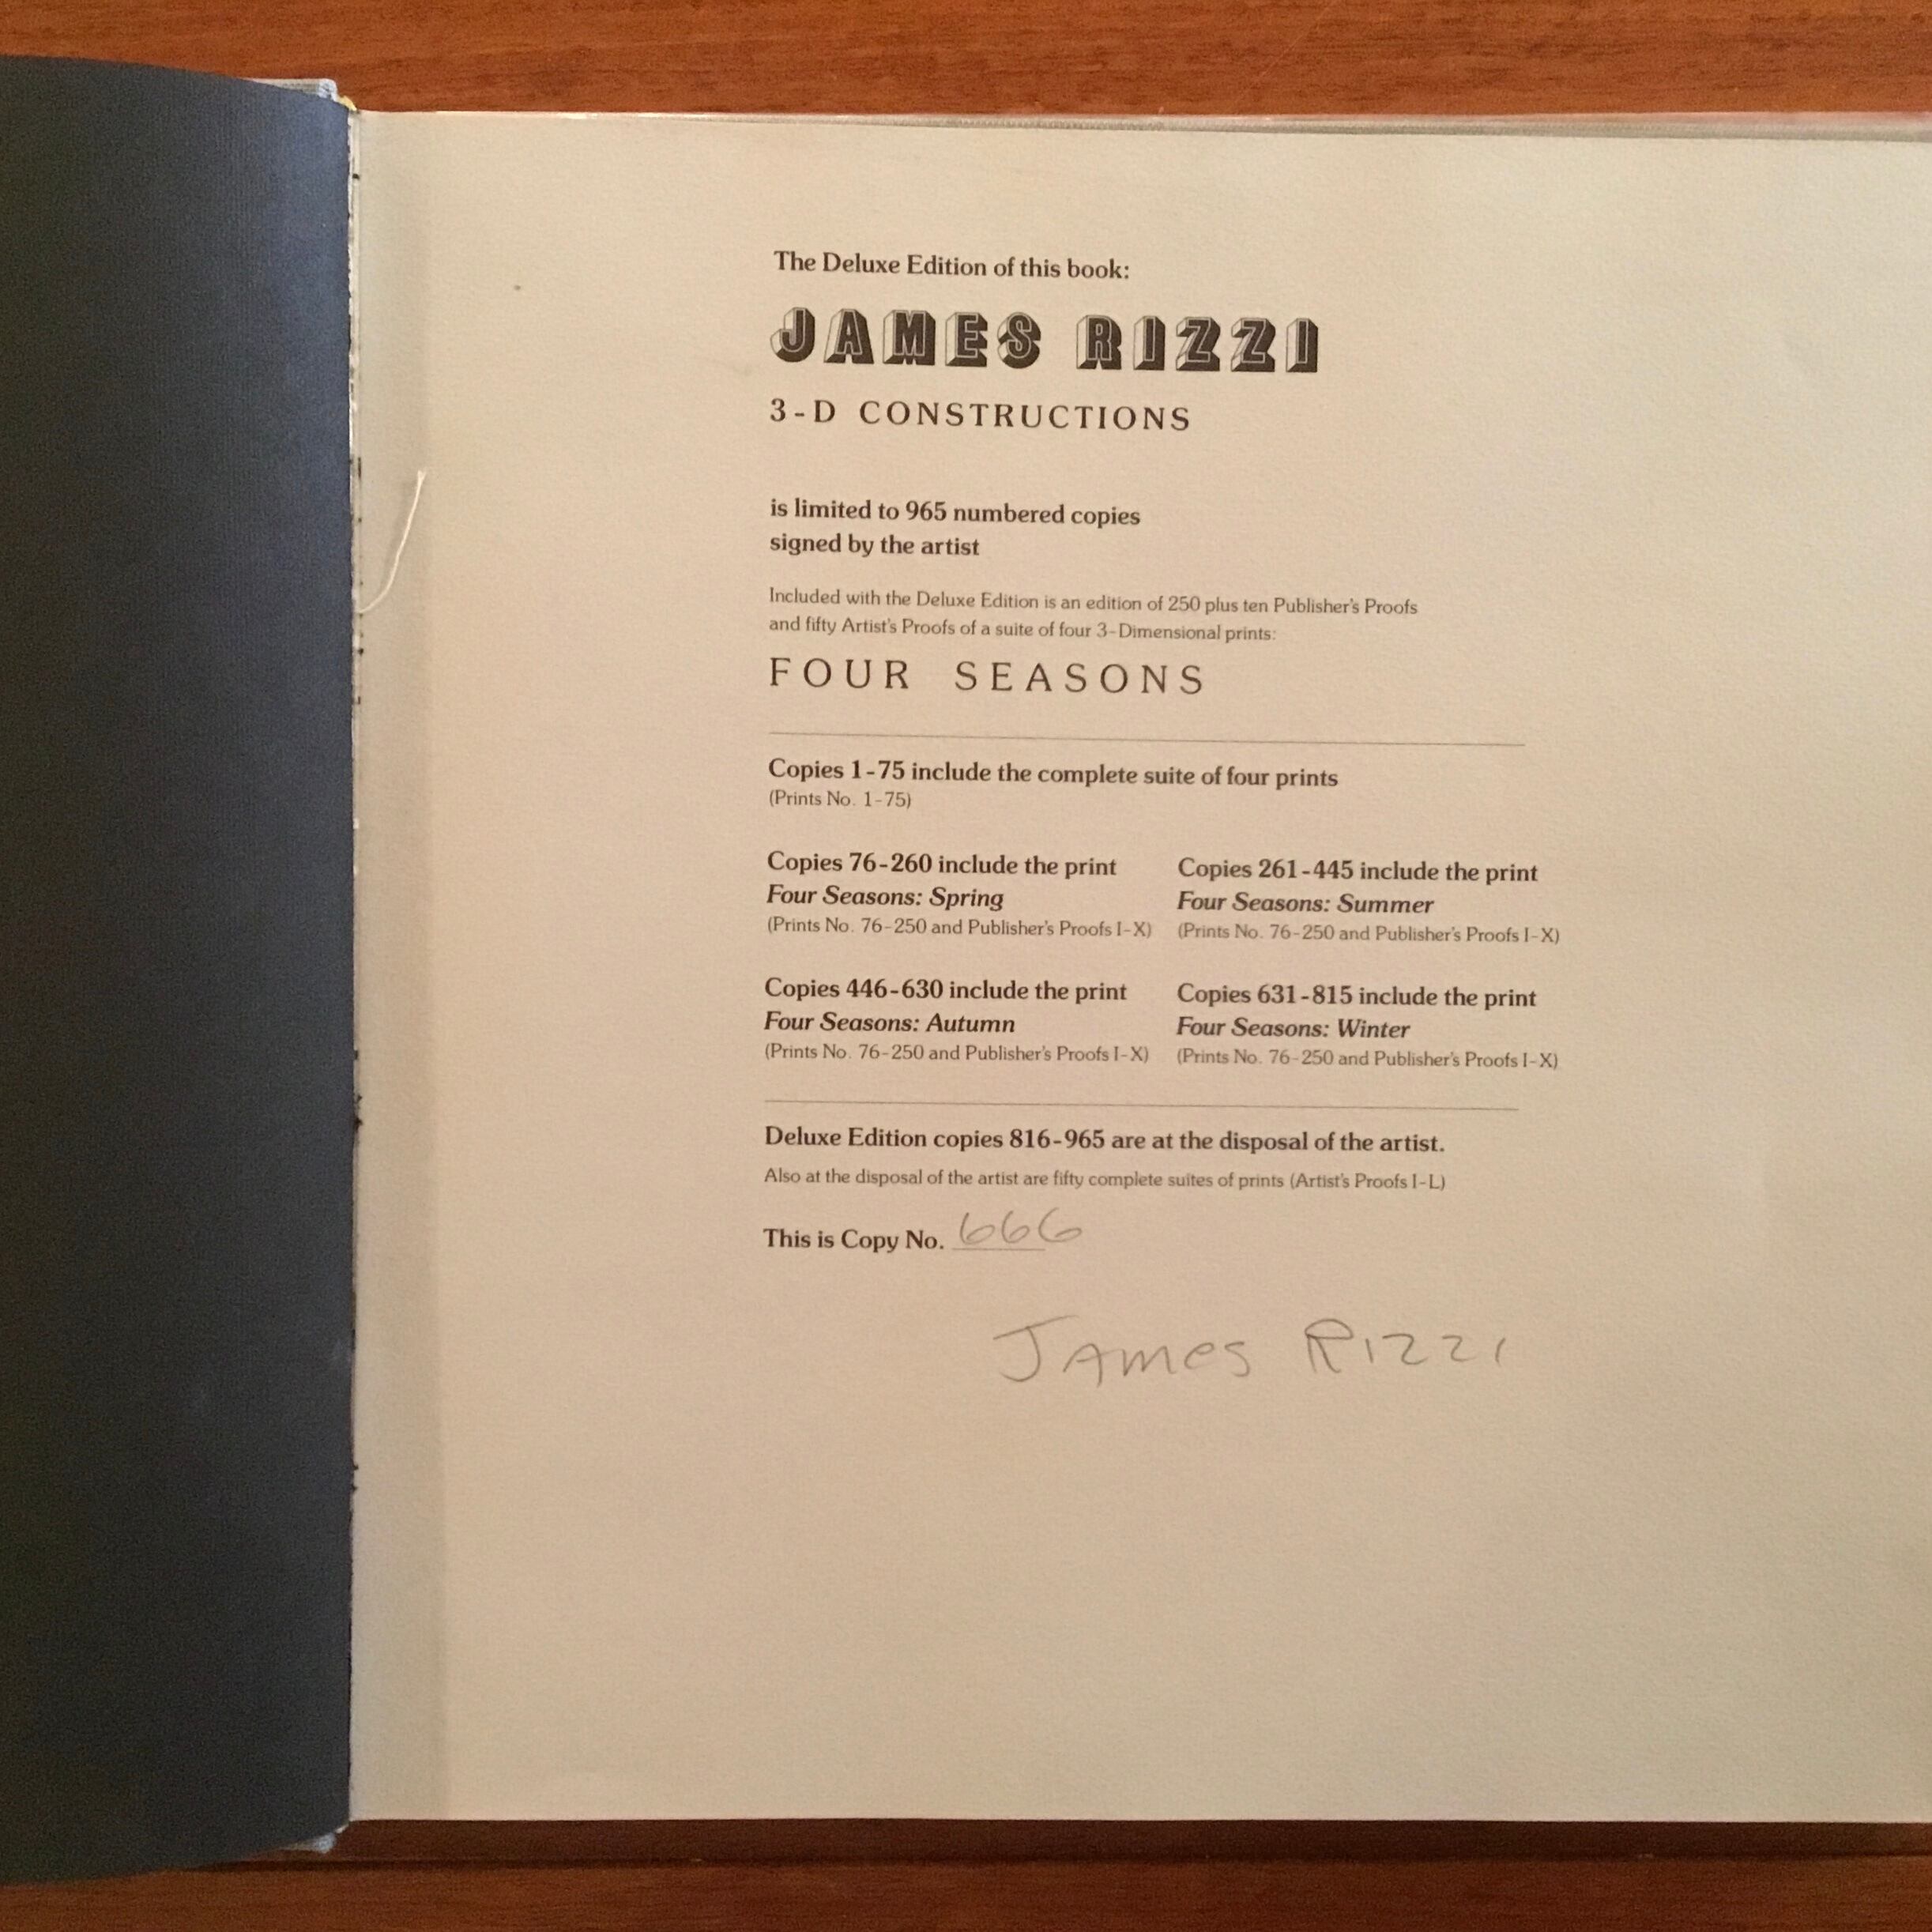 The Deluxe Edition of this book:
JAMES RIZZI
3-D CONSTRUCTIONS
is limited to 965 numbered copies
signed by the artist
Included with the Deluxe Edition is an edition of 250 plus ten Publisher's Proofs
and fifty Artist's Proofs of a suite of four 3-Dimensional prints:
FOUR SEASONS
Copies 1-75 include the complete suite of four prints
(Prints No. 1-75)
Copies 76-260 include the print
Four Seasons: Spring
(Prints No. 76-250 and Publisher's Proofs I-X)
Copies 261-445 include the print
Four Seasons: Summer
(Prints No. 76-250 and Publisher's Proofs I-X)
Copies 446-630 include the print
Four Seasons: Autumn
(Prints No. 76-250 and Publisher's Proofs I-X)
Copies 631-815 include the print
Four Seasons: Winter
(Prints No. 76-250 and Publisher's Proofs I-X)
Deluxe Edition copies 816-965 are at the disposal of the artist.
Also at the disposal of the artist are fifty complete suites of prints (Artist's Proofs I-L)
This is Copy No. 666
James Rizzi